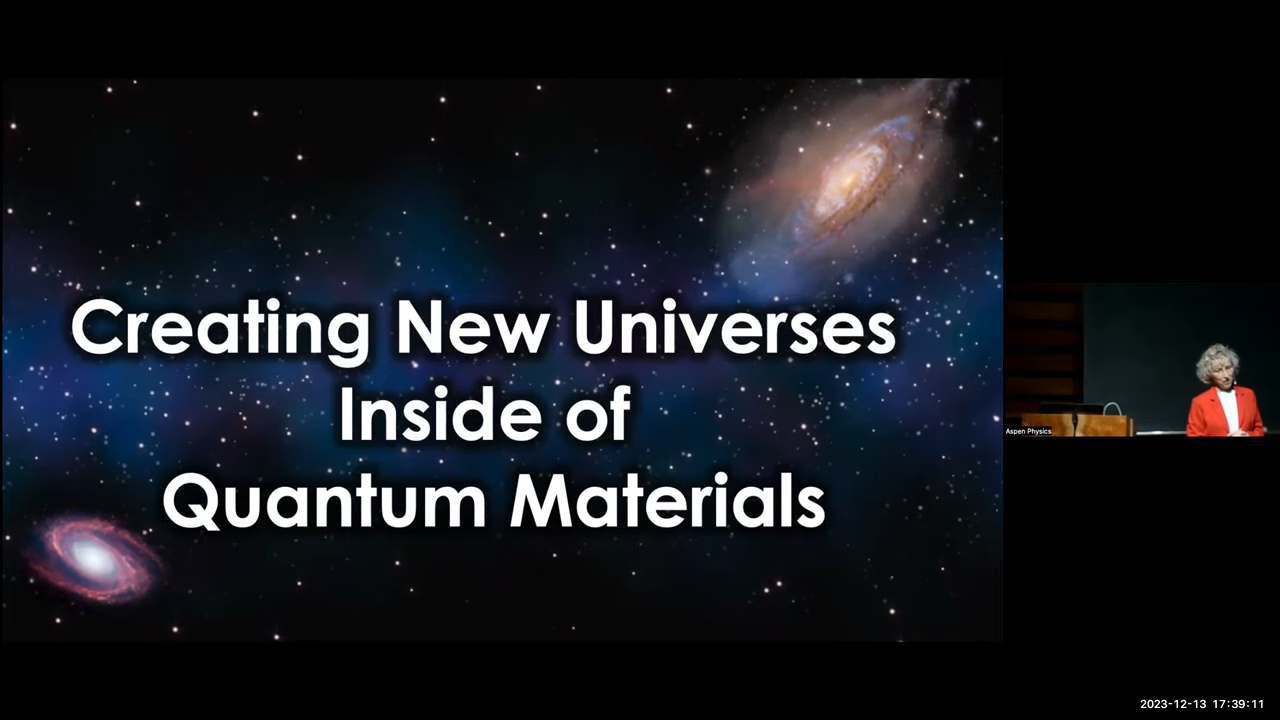 Creating New Universes
Inside of
Quantum Materials
Aspen Physics
2023-12-13 17:39:11